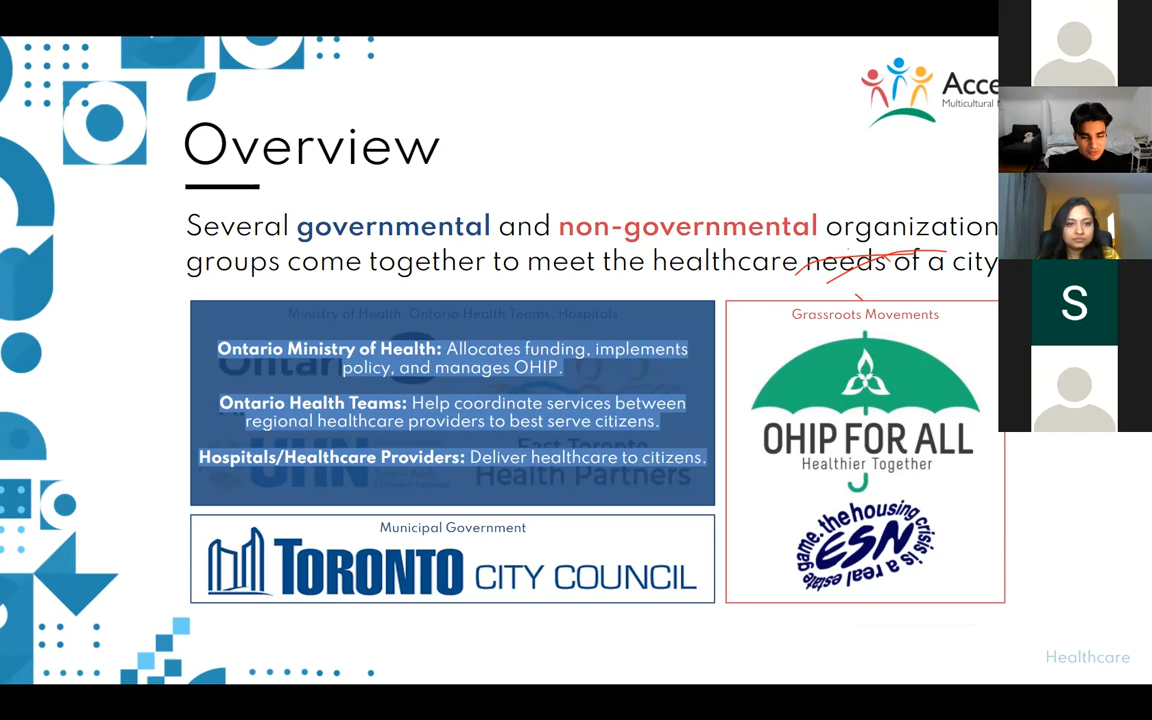 Acce
Multicultural
Overview
Several governmental and non-governmental organization
groups come together to meet the healthcare needs of a city
Ministry of Health, Ontario Health Teams, Hospitals
Ontario Ministry of Health: Allocates funding, implements
policy, and manages OHIP.
Ontario Health Teams: Help coordinate services between
regional healthcare providers to best serve citizens.
Hospitals/Healthcare Providers: Deliver healthcare to citizens.
Ontario
UHN
East Toronto
Health Partners
Municipal Government
TORONTO CITY COUNCIL
Grassroots Movements
OHIP FOR ALL
Healthier Together
ESN
game. the housing crisis is a real estate
S
Healthcare